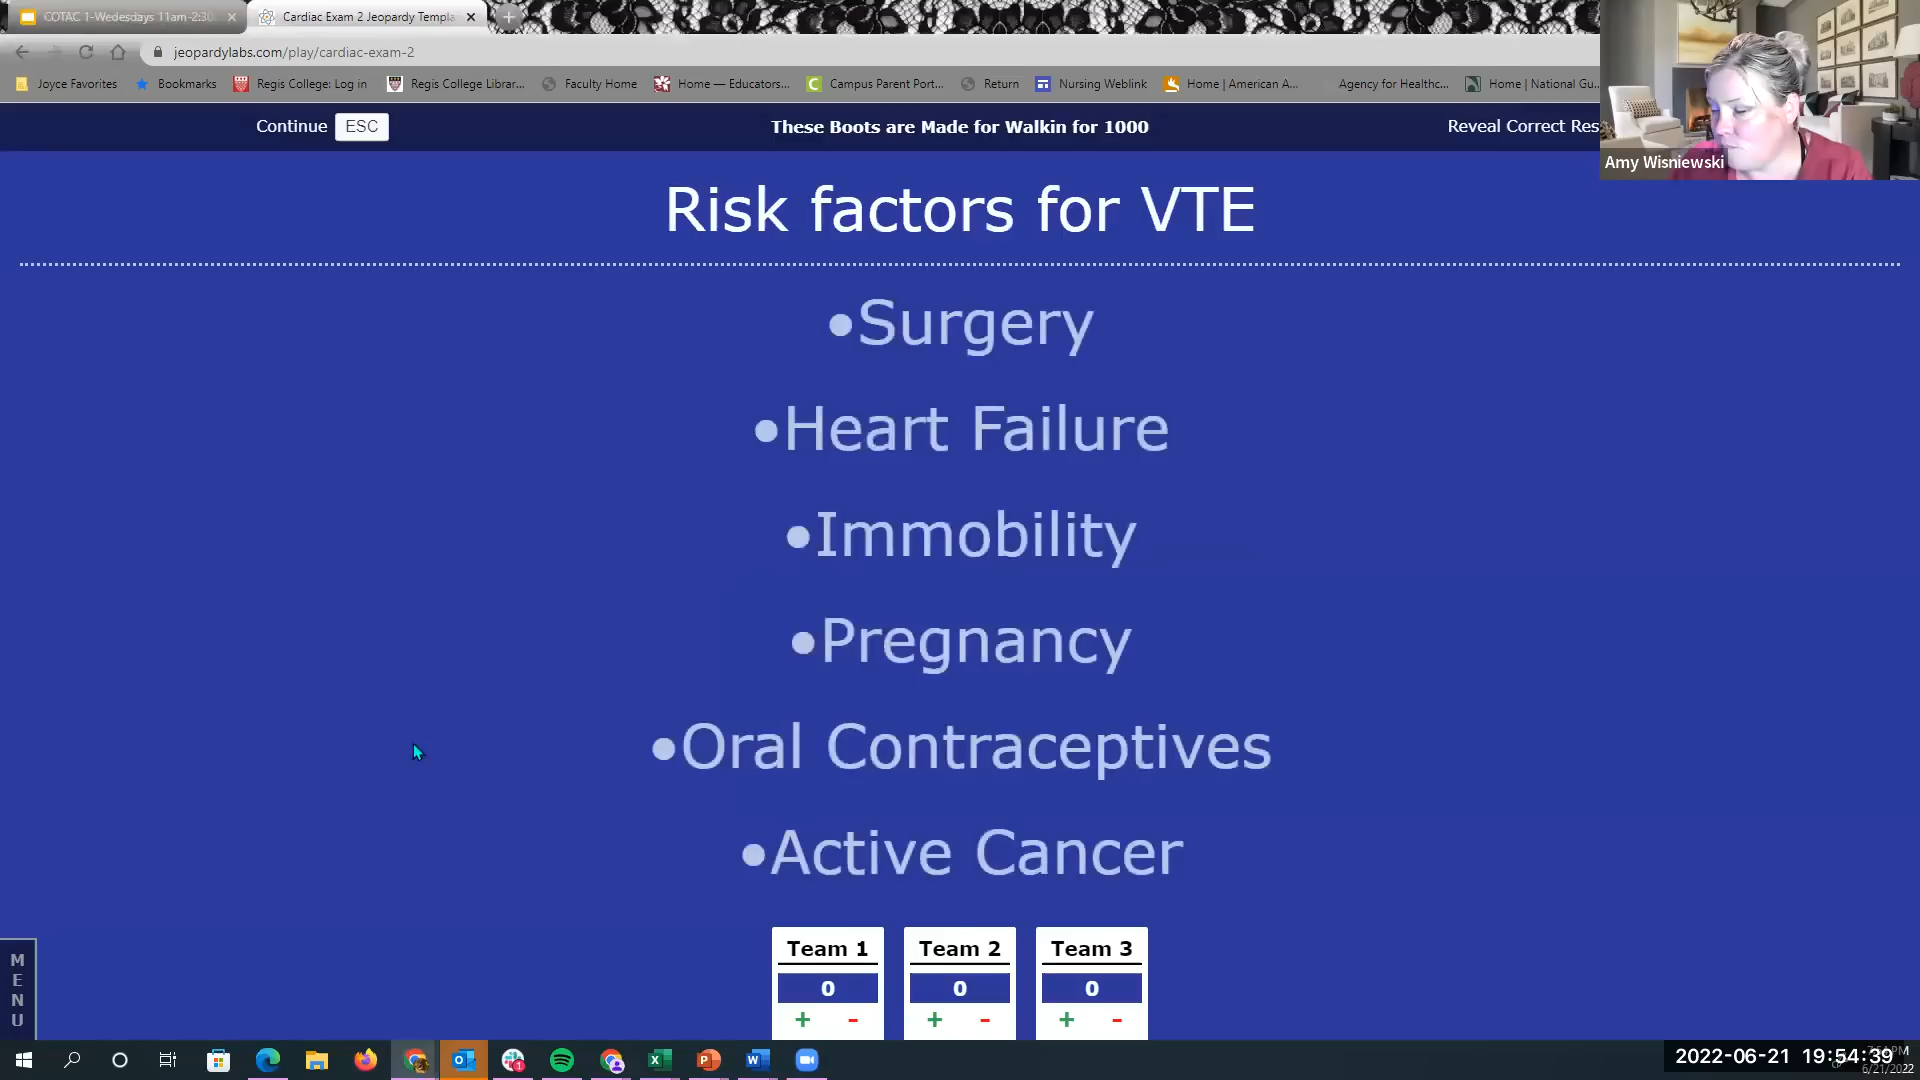 COTAC 1-Wedesdays 11am-2:30
Cardiac Exam 2 Jeopardy Templa
jeopardylabs.com/play/cardiac-exam-2
Joyce Favorites
Bookmarks
Regis College: Log in
Regis College Librar...
Faculty Home
Home — Educators...
Campus Parent Port...
Return
Nursing Weblink
Home | American A...
Agency for Healthc...
Home | National Gu...
Continue ESC
These Boots are Made for Walkin for 1000
Reveal Correct Res
Amy Wisniewski
Risk factors for VTE
•Surgery
•Heart Failure
•Immobility
•Pregnancy
•Oral Contraceptives
•Active Cancer
MENU
Team 1 Team 2 Team 3
0 0 0
+ - + - + -
2022-06-21 19:54:39
6/21/2022